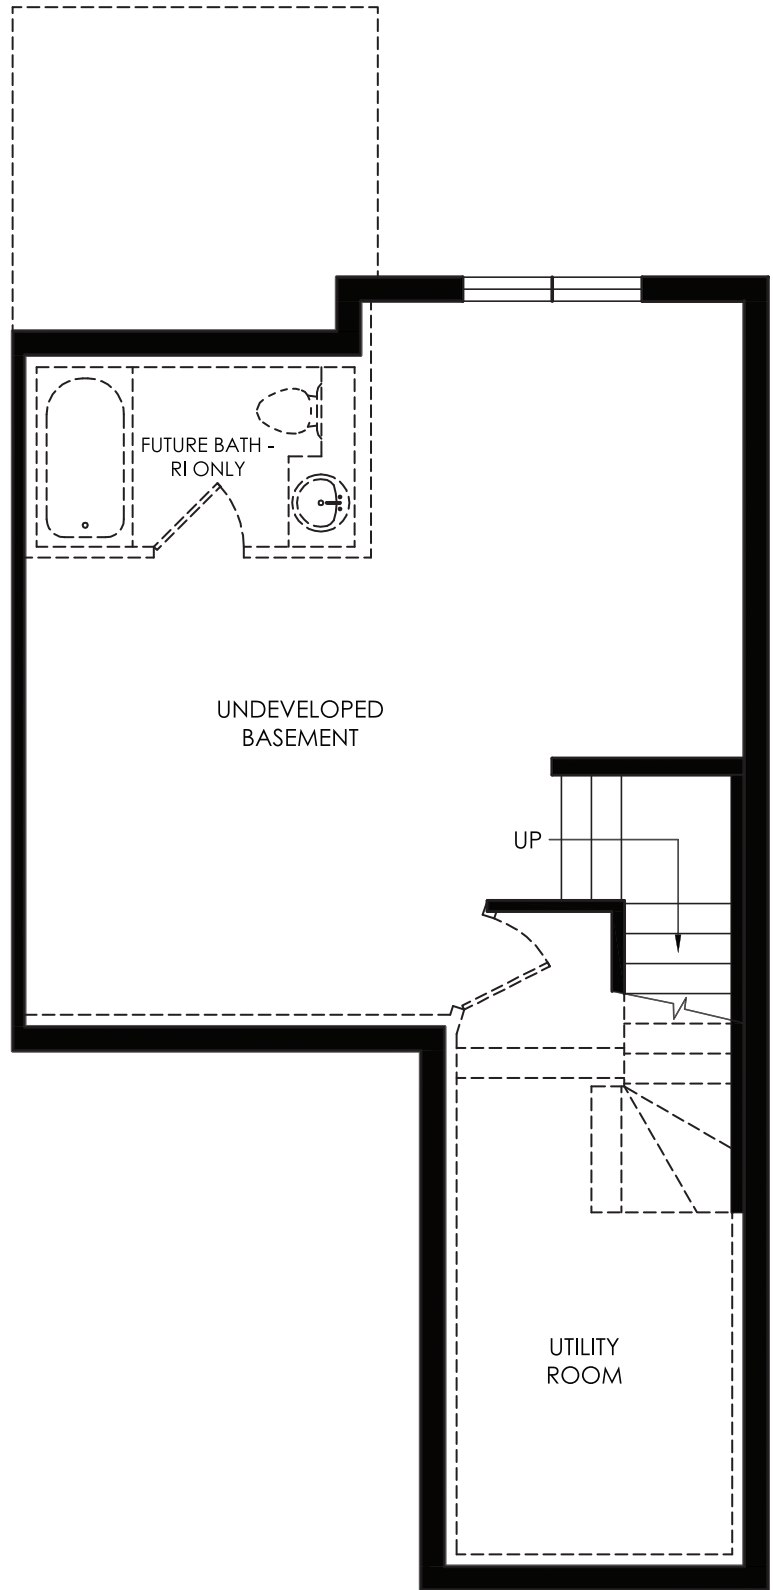 FUTURE BATH -
RI ONLY
UNDEVELOPED
BASEMENT
UP
UTILITY
ROOM